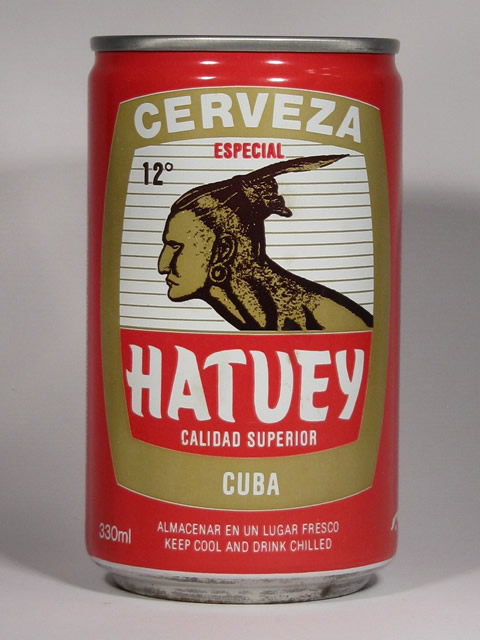 CERVEZA
ESPECIAL
12°
HATUEY
CALIDAD SUPERIOR
CUBA
330ml
ALMACENAR EN UN LUGAR FRESCO
KEEP COOL AND DRINK CHILLED